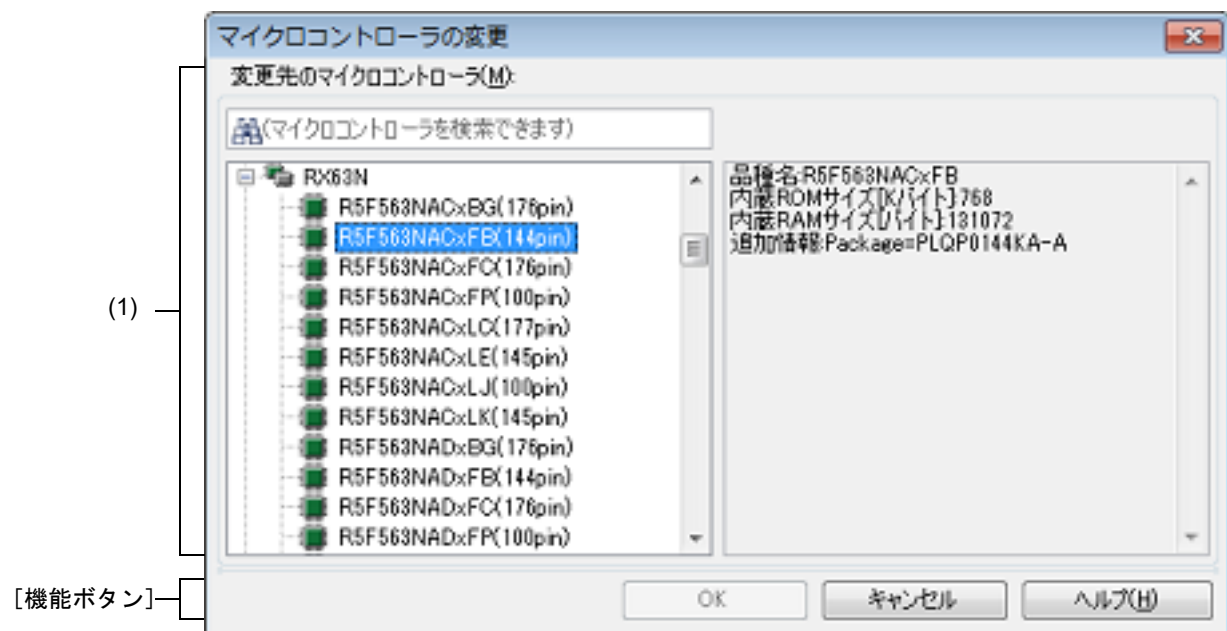 マイクロコントローラの変更
変更先のマイクロコントローラ(M):
(マイクロコントローラを検索できます)
RX63N
R5F563NACxBG(176pin)
R5F563NACxFB(144pin)
R5F563NACxFC(176pin)
R5F563NACxFP(100pin)
R5F563NACxLC(177pin)
R5F563NACxLE(145pin)
R5F563NACxLJ(100pin)
R5F563NACxLK(145pin)
R5F563NADxBG(176pin)
R5F563NADxFB(144pin)
R5F563NADxFC(176pin)
R5F563NADxFP(100pin)
品種名:R5F563NACxFB
内蔵ROMサイズ[Kバイト]:768
内蔵RAMサイズ[バイト]:131072
追加情報:Package=PLQP0144KA-A
(1)
[機能ボタン]
OK
キャンセル
ヘルプ(H)